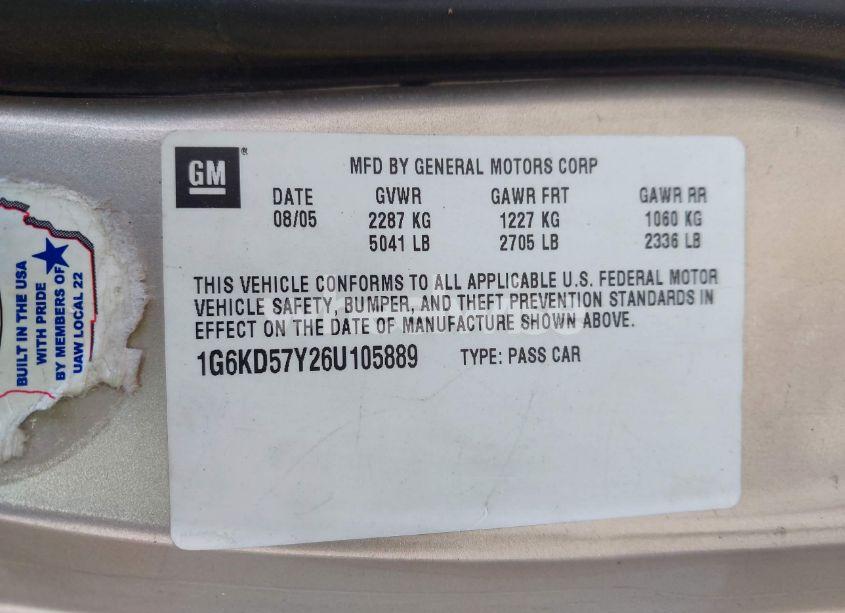 GM
MFD BY GENERAL MOTORS CORP
DATE GVWR GAWR FRT GAWR RR
08/05 2287 KG 1227 KG 1060 KG
5041 LB 2705 LB 2336 LB
THIS VEHICLE CONFORMS TO ALL APPLICABLE U.S. FEDERAL MOTOR
VEHICLE SAFETY, BUMPER, AND THEFT PREVENTION STANDARDS IN
EFFECT ON THE DATE OF MANUFACTURE SHOWN ABOVE.
1G6KD57Y26U105889 TYPE: PASS CAR
BUILT IN THE USA
WITH PRIDE
BY MEMBERS OF
UAW LOCAL 22